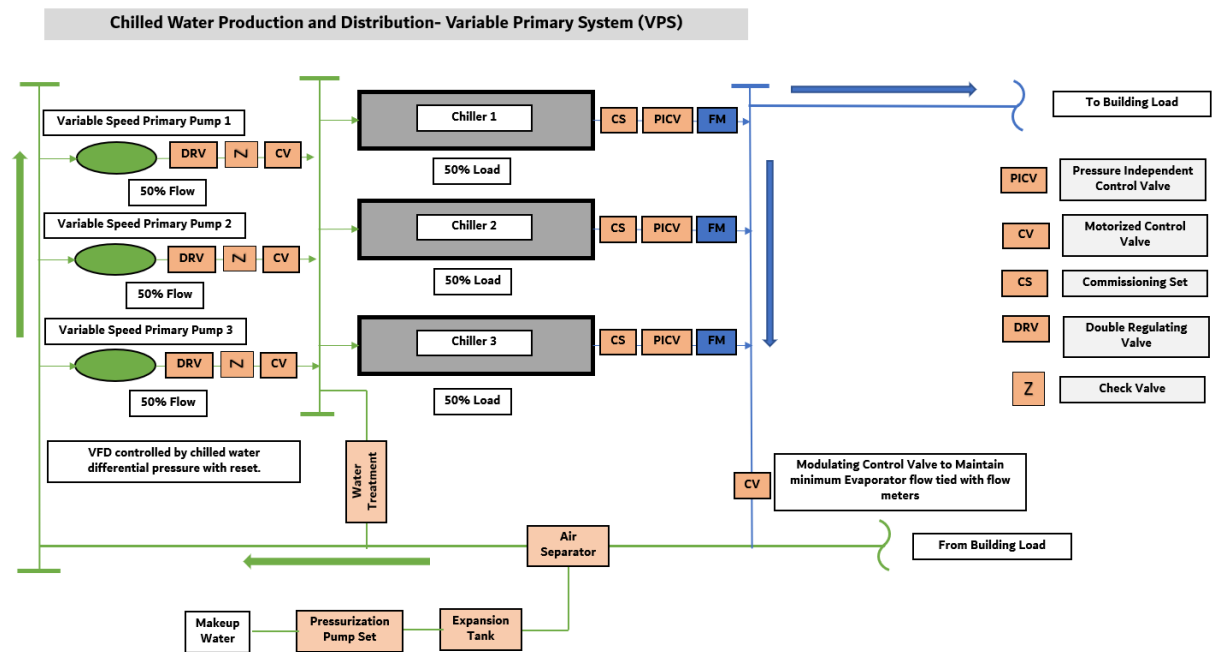 Chilled Water Production and Distribution- Variable Primary System (VPS)
Variable Speed Primary Pump 1
DRV
Z
CV
50% Flow
Variable Speed Primary Pump 2
DRV
Z
CV
50% Flow
Variable Speed Primary Pump 3
DRV
Z
CV
50% Flow
VFD controlled by chilled water
differential pressure with reset.
Chiller 1
50% Load
CS
PICV
FM
Chiller 2
50% Load
CS
PICV
FM
Chiller 3
50% Load
CS
PICV
FM
To Building Load
PICV
Pressure Independent
Control Valve
CV
Motorized Control
Valve
CS
Commissioning Set
DRV
Double Regulating
Valve
Z
Check Valve
Water
Treatment
CV
Modulating Control Valve to Maintain
minimum Evaporator flow tied with flow
meters
Air
Separator
From Building Load
Makeup
Water
Pressurization
Pump Set
Expansion
Tank